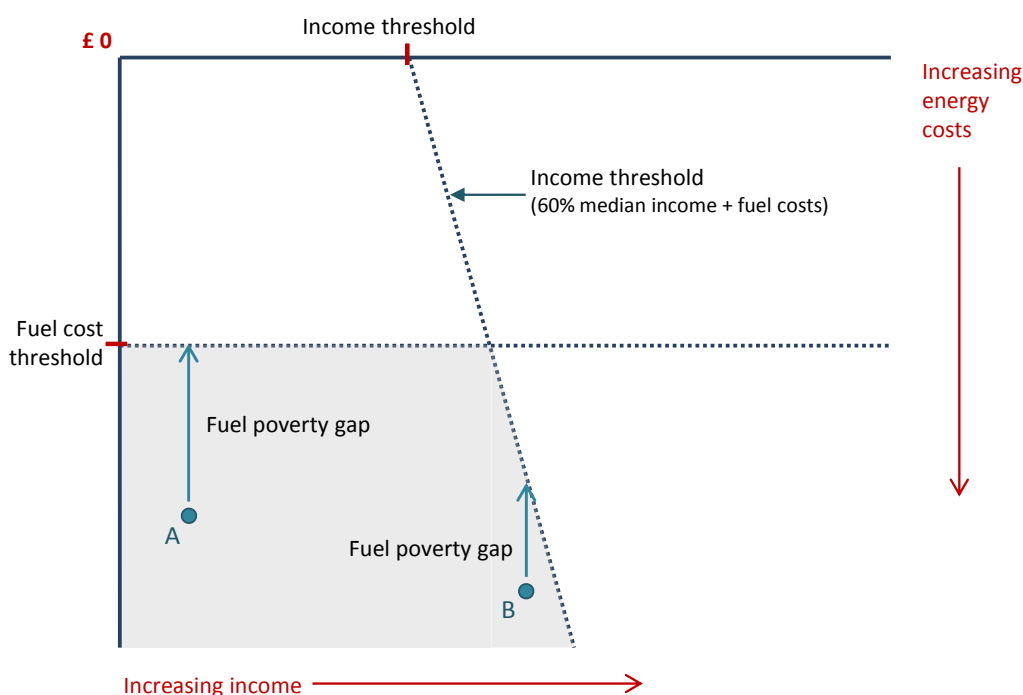 Income threshold
£ 0
Increasing
energy
costs
Income threshold
(60% median income + fuel costs)
Fuel cost
threshold
Fuel poverty gap
A
Fuel poverty gap
B
Increasing income